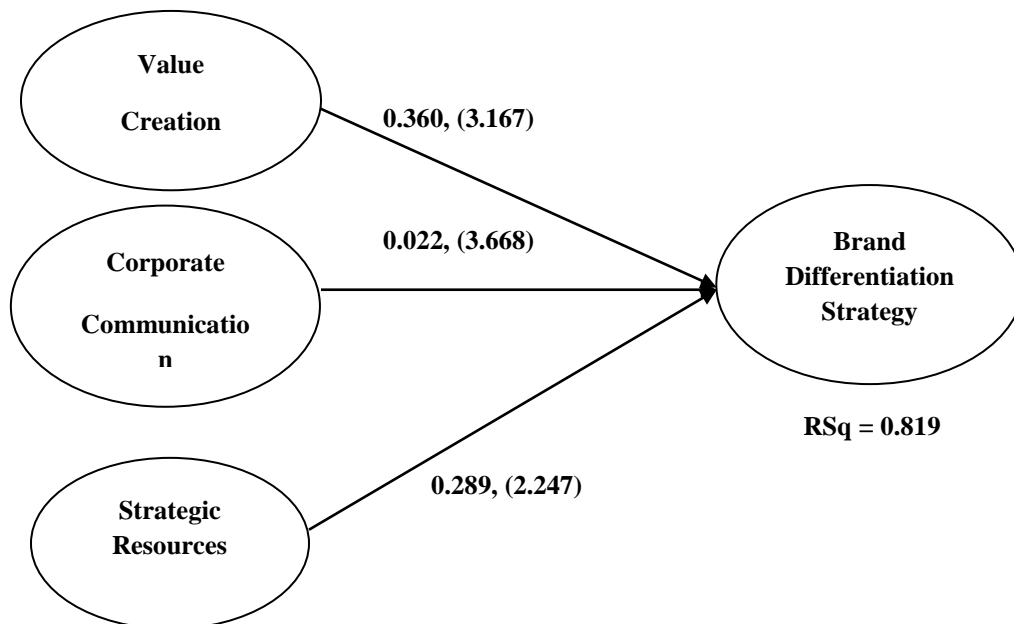 Value
Creation
0.360, (3.167)
Corporate
Communicatio
n
0.022, (3.668)
Brand
Differentiation
Strategy
RSq = 0.819
Strategic
Resources
0.289, (2.247)